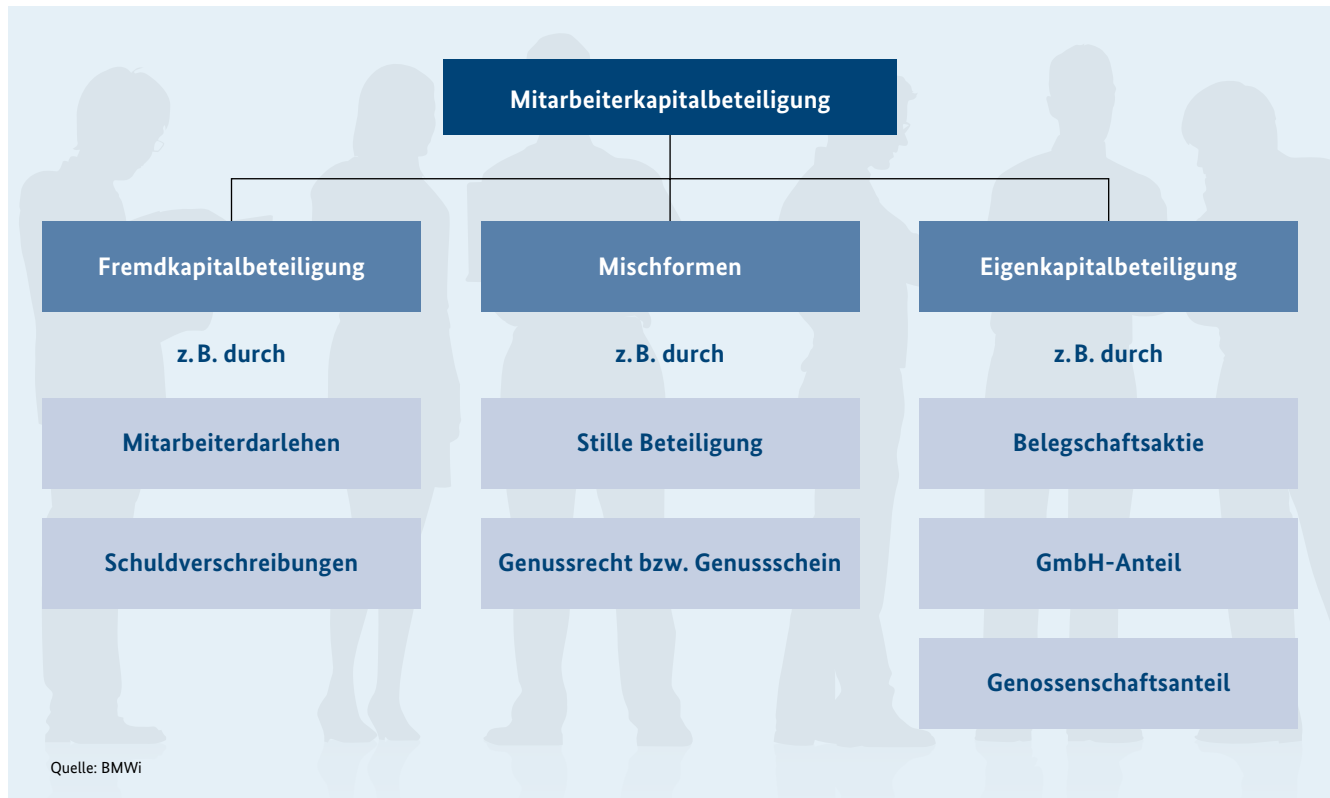 Mitarbeiterkapitalbeteiligung
Fremdkapitalbeteiligung
z. B. durch
Mitarbeiterdarlehen
Schuldverschreibungen
Mischformen
z. B. durch
Stille Beteiligung
Genussrecht bzw. Genussschein
Eigenkapitalbeteiligung
z. B. durch
Belegschaftsaktie
GmbH-Anteil
Genossenschaftsanteil
Quelle: BMWi